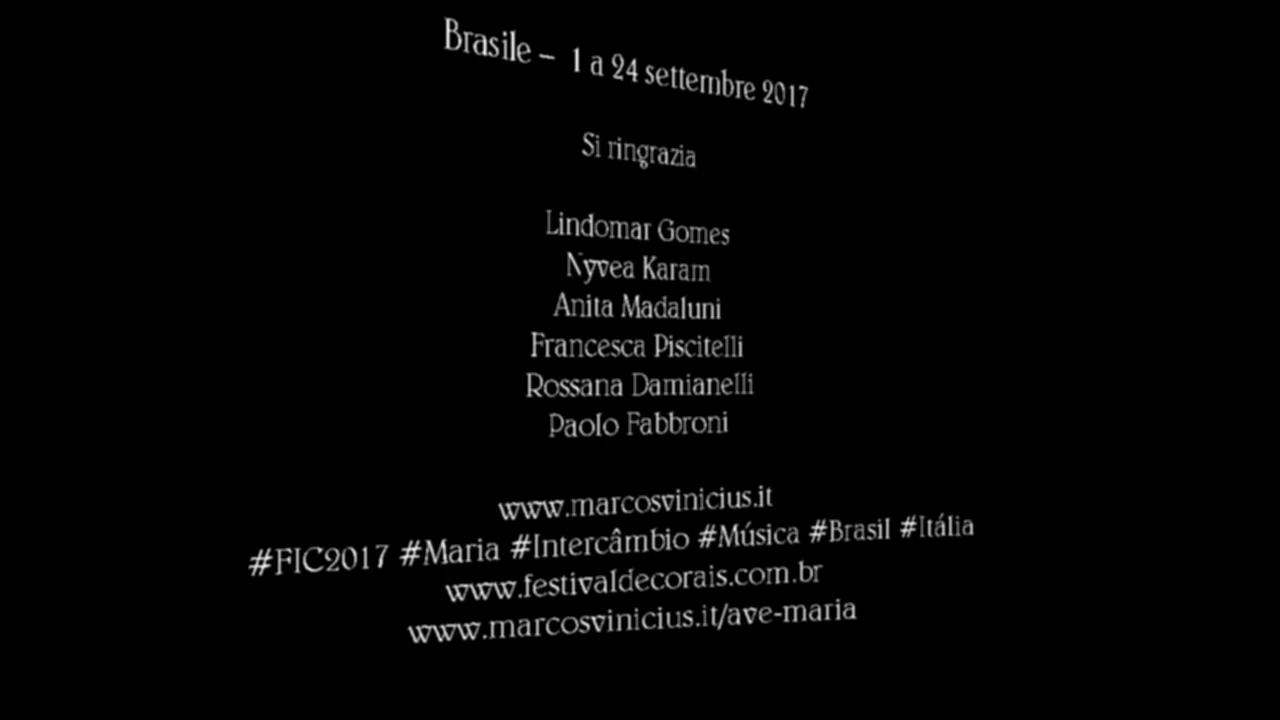 Brasile – 1 a 24 settembre 2017
Si ringrazia
Lindomar Gomes
Nyvea Karam
Anita Madaluni
Francesca Piscitelli
Rossana Damianelli
Paolo Fabbroni
www.marcosvinicius.it
#FIC2017 #Maria #Intercâmbio #Música #Brasil #Itália
www.festivaldecorais.com.br
www.marcosvinicius.it/ave-maria